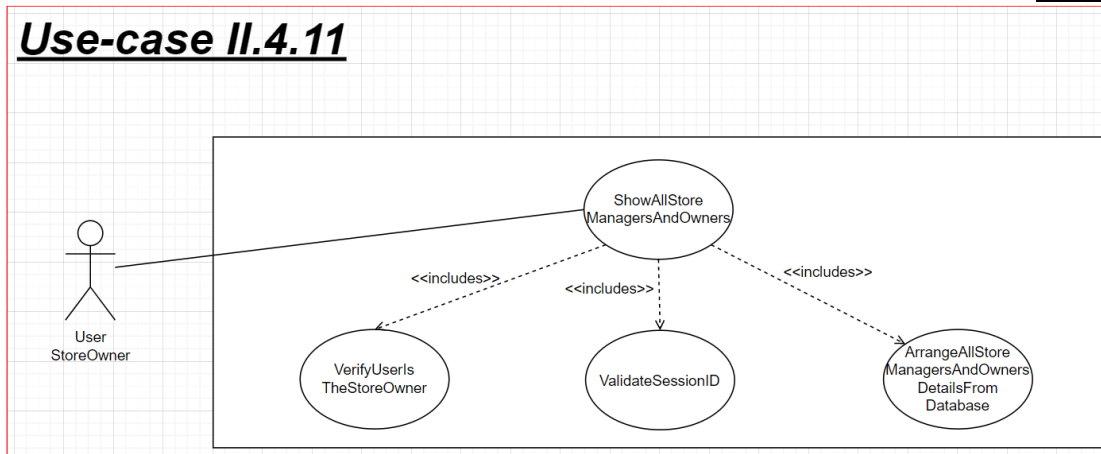 Use-case II.4.11
ShowAllStore
ManagersAndOwners
<<includes>>
<<includes>>
<<includes>>
User
StoreOwner
VerifyUserIs
TheStoreOwner
ValidateSessionID
ArrangeAllStore
ManagersAndOwners
DetailsFrom
Database